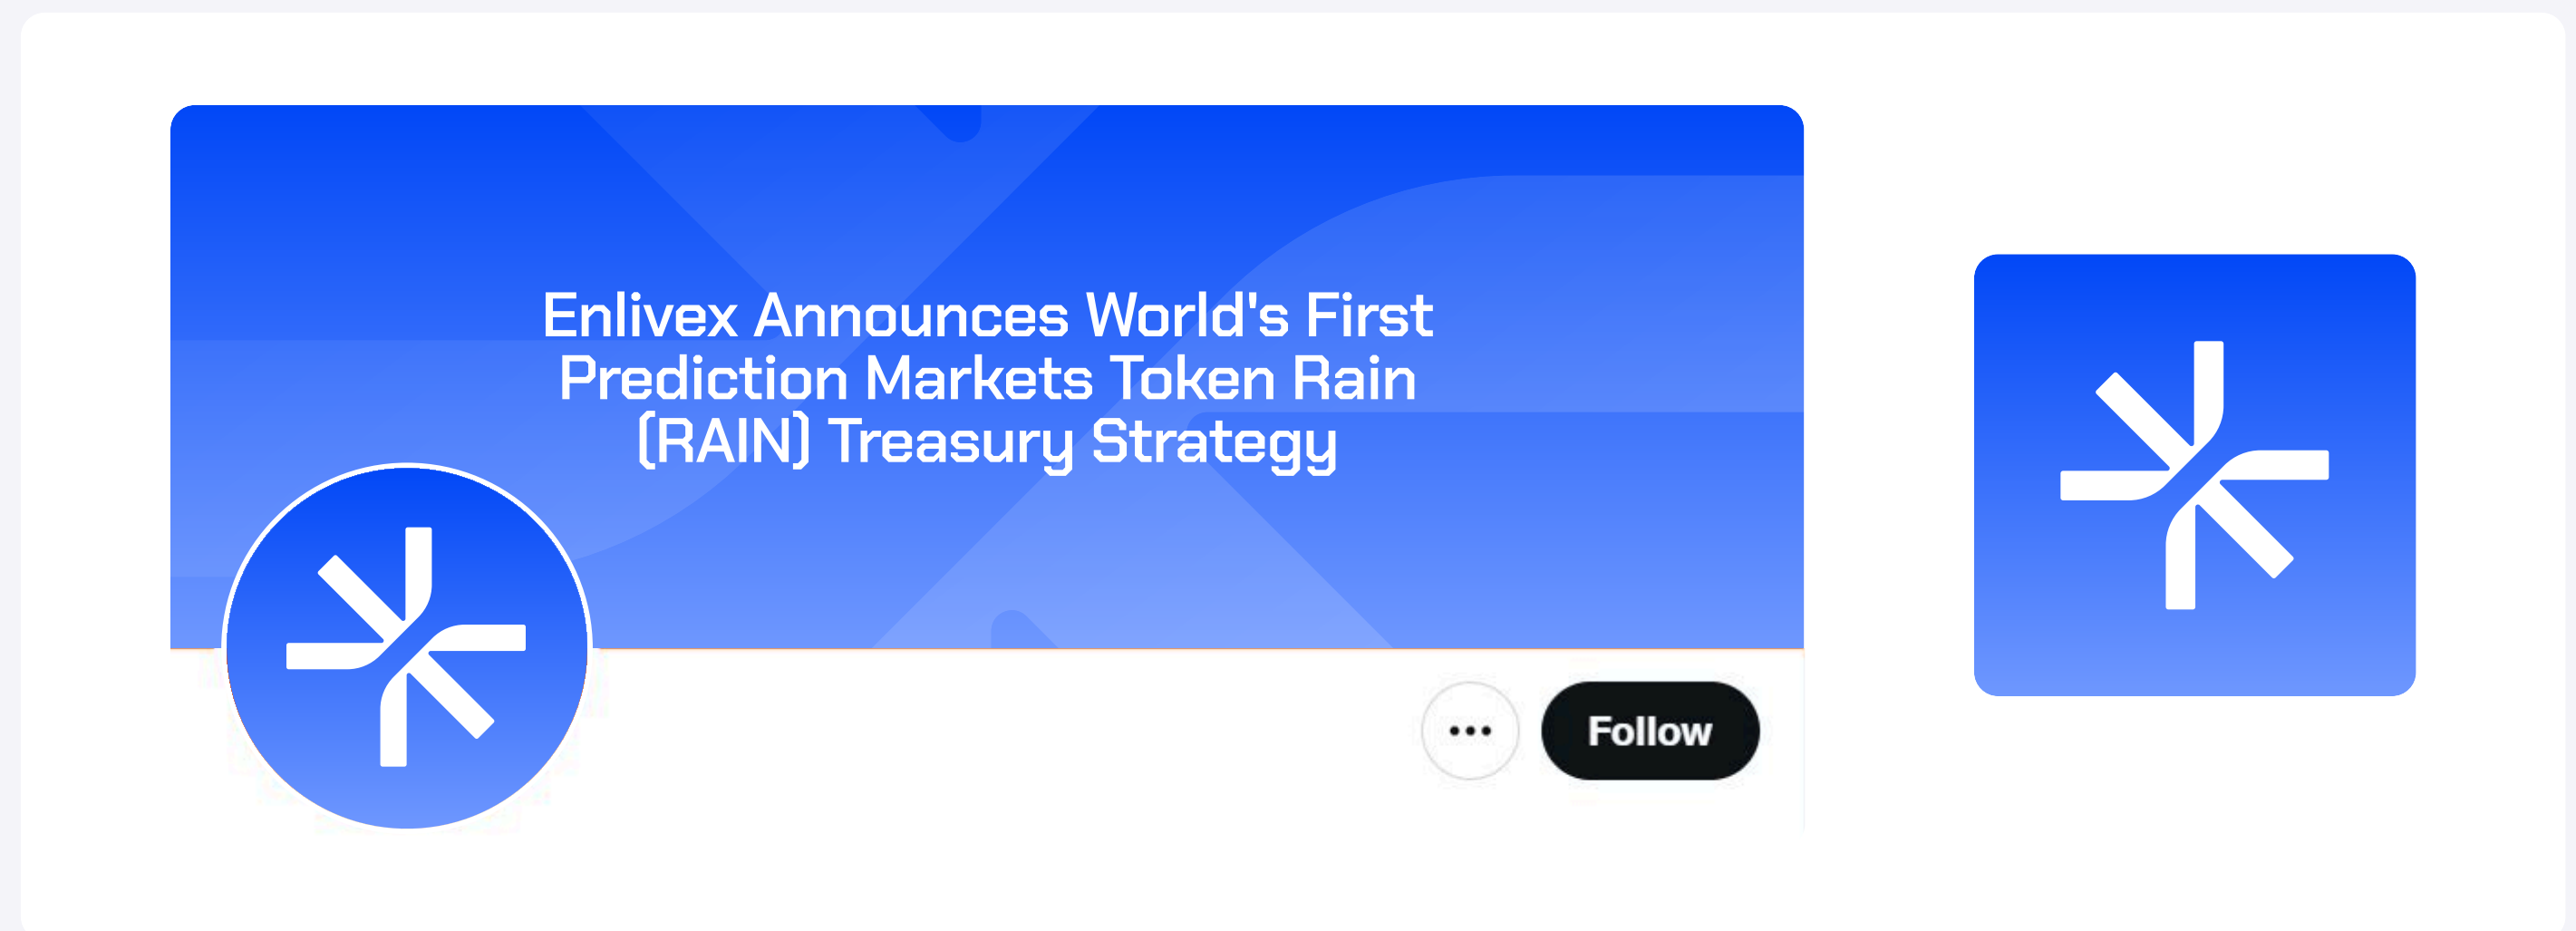 Enlivex Announces World's First
Prediction Markets Token Rain
(RAIN) Treasury Strategy
Follow